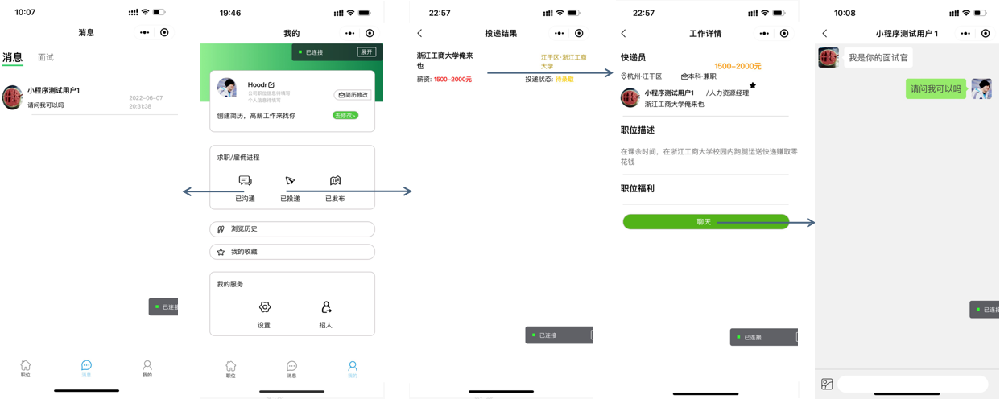 10:07
消息
消息
面试
小程序测试用户1
请问我可以吗
2022-06-07
20:31:38
已连接
职位
消息
我的
19:46
我的
已连接
展开
Hoodr
公司职位信息待填写
个人信息待填写
简历修改
创建简历，高薪工作来找你
去修改>
求职/雇佣进程
已沟通
已投递
已发布
浏览历史
我的收藏
我的服务
设置
招人
职位
消息
我的
22:57
投递结果
浙江工商大学俺来
也
江干区·浙江工商
大学
薪资: 1500-2000元
投递状态: 待录取
已连接
22:57
工作详情
快递员
1500-2000元
杭州·江干区
本科·兼职
小程序测试用户1
/人力资源经理
浙江工商大学俺来也
职位描述
在课余时间，在浙江工商大学校园内跑腿运送快递赚取零
花钱
职位福利
聊天
已连接
10:08
小程序测试用户1
我是你的面试官
请问我可以吗
已连接